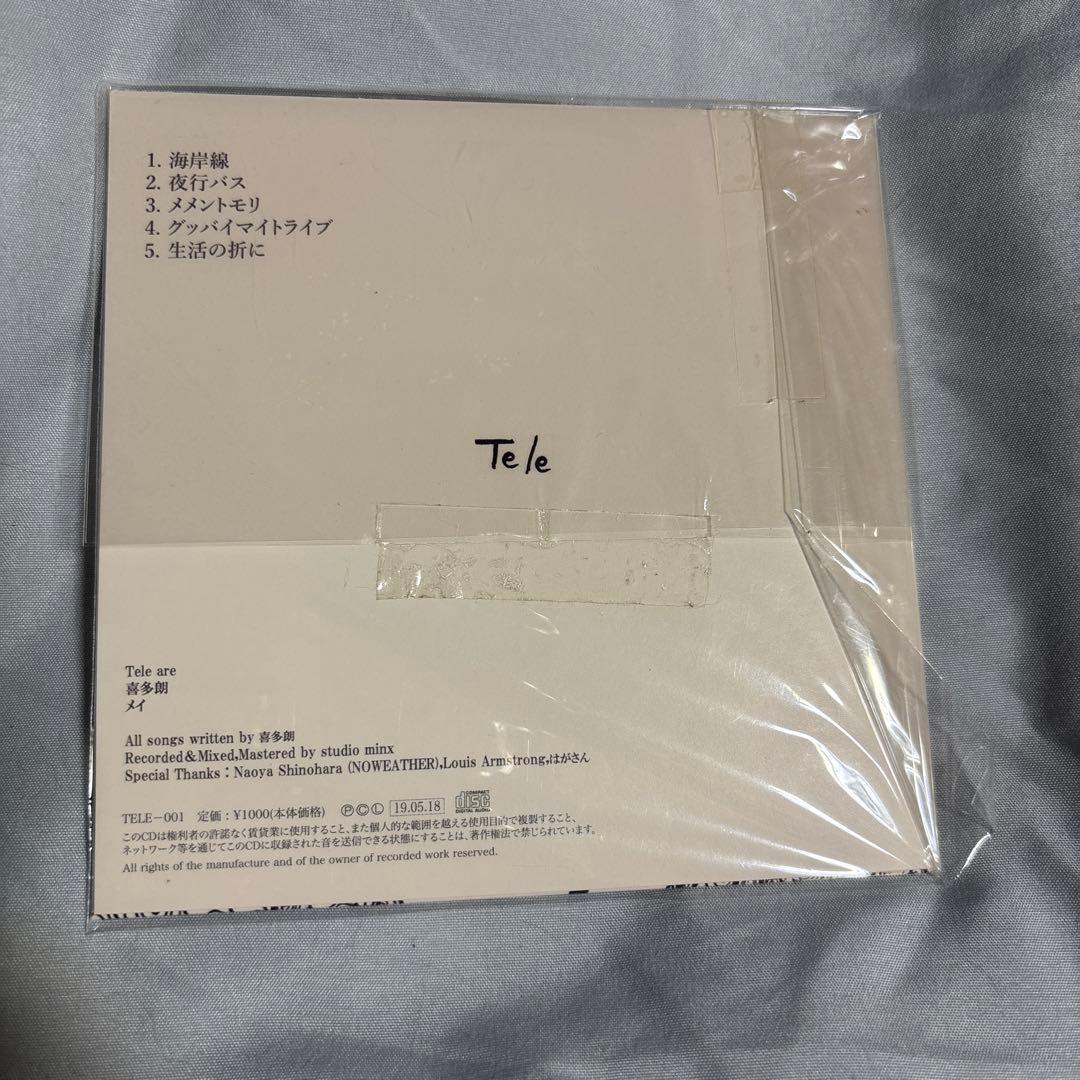 1. 海岸線
2. 夜行バス
3. メメントモリ
4. グッバイマイトライブ
5. 生活の折に
Tele
Tele are
喜多朗
メイ
All songs written by 喜多朗
Recorded＆Mixed,Mastered by studio minx
Special Thanks：Naoya Shinohara (NOWEATHER),Louis Armstrong,はがさん
TELE－001 定価：¥1000(本体価格) ⓅⒸⓁ 19.05.18 COMPACT disc DIGITAL AUDIO
このCDは権利者の許諾なく賃貸業に使用すること、また個人的な範囲を越える使用目的で複製すること、
ネットワーク等を通じてこのCDに収録された音を送信できる状態にすることは、著作権法で禁じられています。
All rights of the manufacture and of the owner of recorded work reserved.